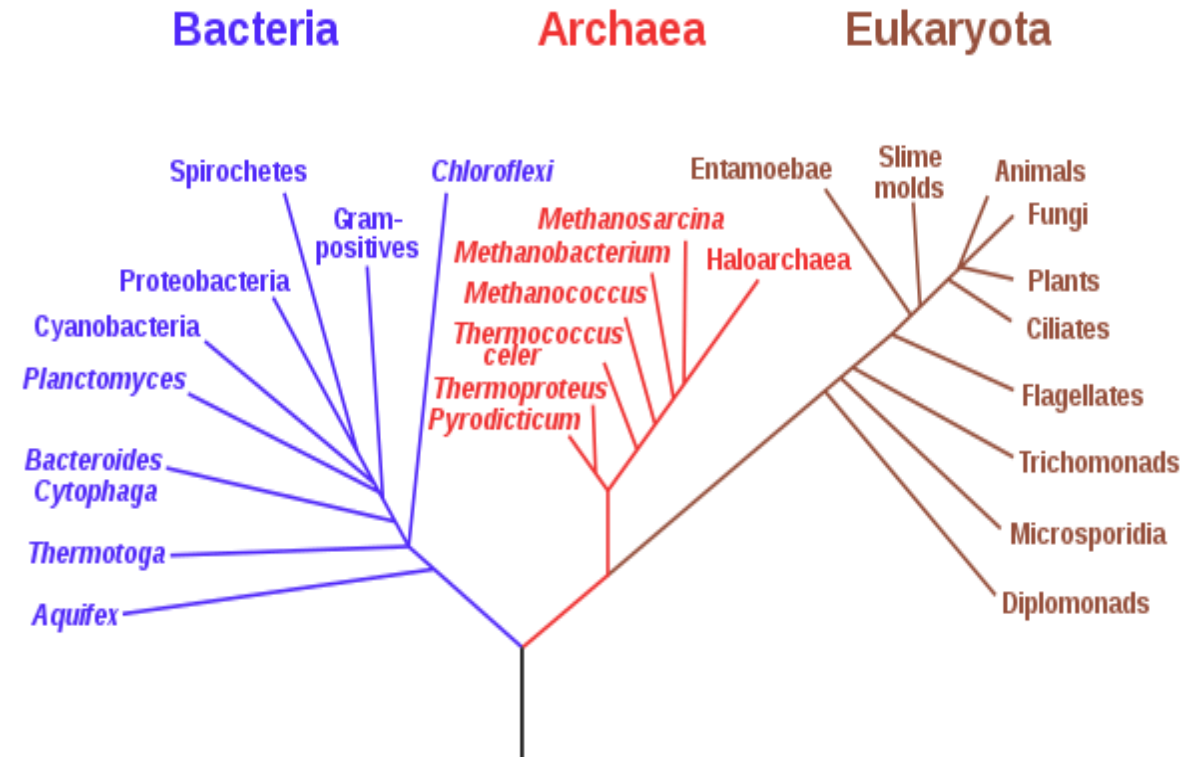 Bacteria
Archaea
Eukaryota
Spirochetes
Gram-
positives
Chloroflexi
Proteobacteria
Cyanobacteria
Planctomyces
Bacteroides
Cytophaga
Thermotoga
Aquifex
Methanosarcina
Methanobacterium
Haloarchaea
Methanococcus
Thermococcus
celer
Thermoproteus
Pyrodicticum
Entamoebae
Slime
molds
Animals
Fungi
Plants
Ciliates
Flagellates
Trichomonads
Microsporidia
Diplomonads